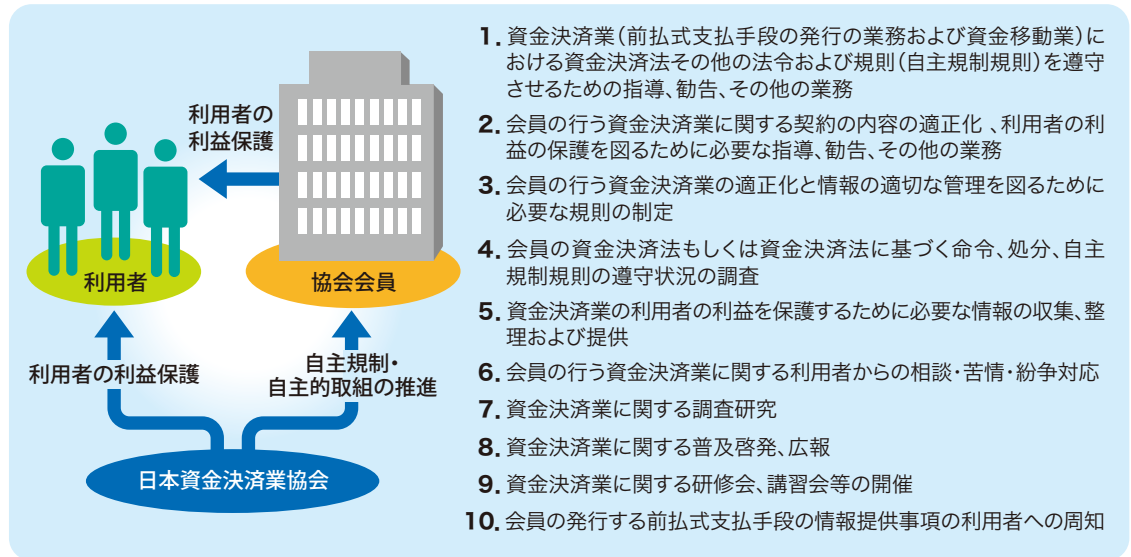 利用者の
利益保護
利用者
協会会員
利用者の利益保護
自主規制・
自主的取組の推進
日本資金決済業協会
1. 資金決済業(前払式支払手段の発行の業務および資金移動業)に
おける資金決済法その他の法令および規則(自主規制規則)を遵守
させるための指導、勧告、その他の業務
2. 会員の行う資金決済業に関する契約の内容の適正化 、利用者の利
益の保護を図るために必要な指導、勧告、その他の業務
3. 会員の行う資金決済業の適正化と情報の適切な管理を図るために
必要な規則の制定
4. 会員の資金決済法もしくは資金決済法に基づく命令、処分、自主
規制規則の遵守状況の調査
5. 資金決済業の利用者の利益を保護するために必要な情報の収集、整
理および提供
6. 会員の行う資金決済業に関する利用者からの相談・苦情・紛争対応
7. 資金決済業に関する調査研究
8. 資金決済業に関する普及啓発、広報
9. 資金決済業に関する研修会、講習会等の開催
10. 会員の発行する前払式支払手段の情報提供事項の利用者への周知